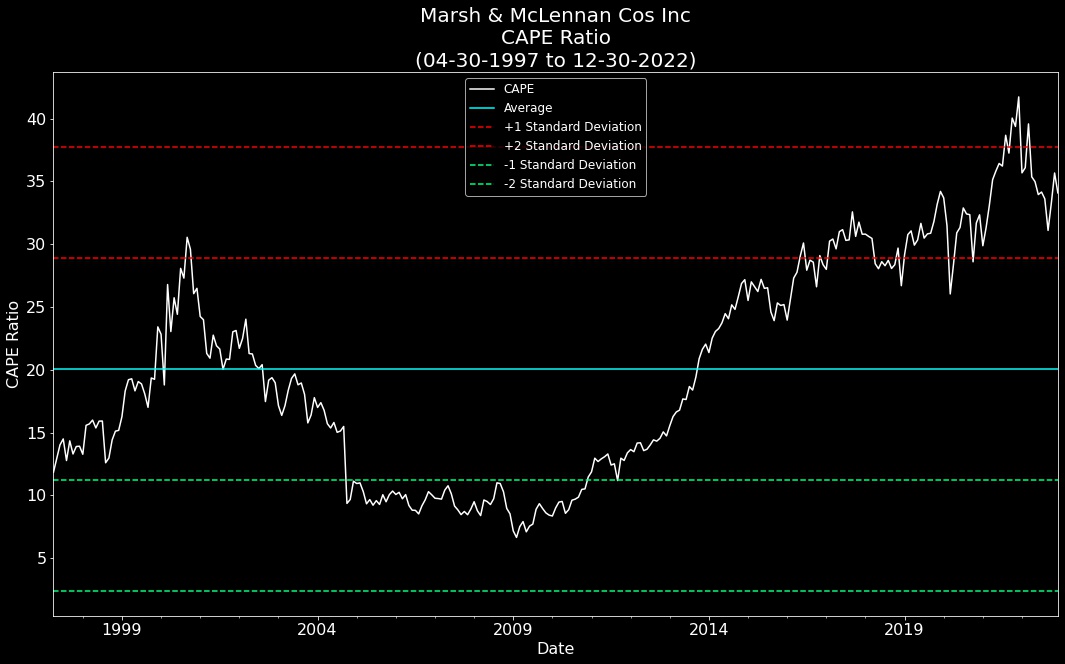 Marsh & McLennan Cos Inc
CAPE Ratio
(04-30-1997 to 12-30-2022)
CAPE
Average
+1 Standard Deviation
+2 Standard Deviation
-1 Standard Deviation
-2 Standard Deviation
40
35
30
25
20
15
10
5
CAPE Ratio
1999
2004
2009
2014
2019
Date